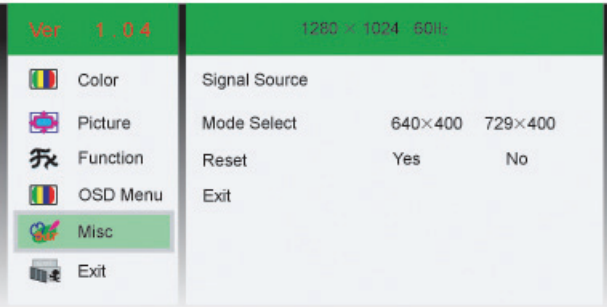 Ver 1.04
1280 × 1024 60Hz
Color
Picture
Function
OSD Menu
Misc
Exit
Signal Source
Mode Select 640×400 729×400
Reset Yes No
Exit